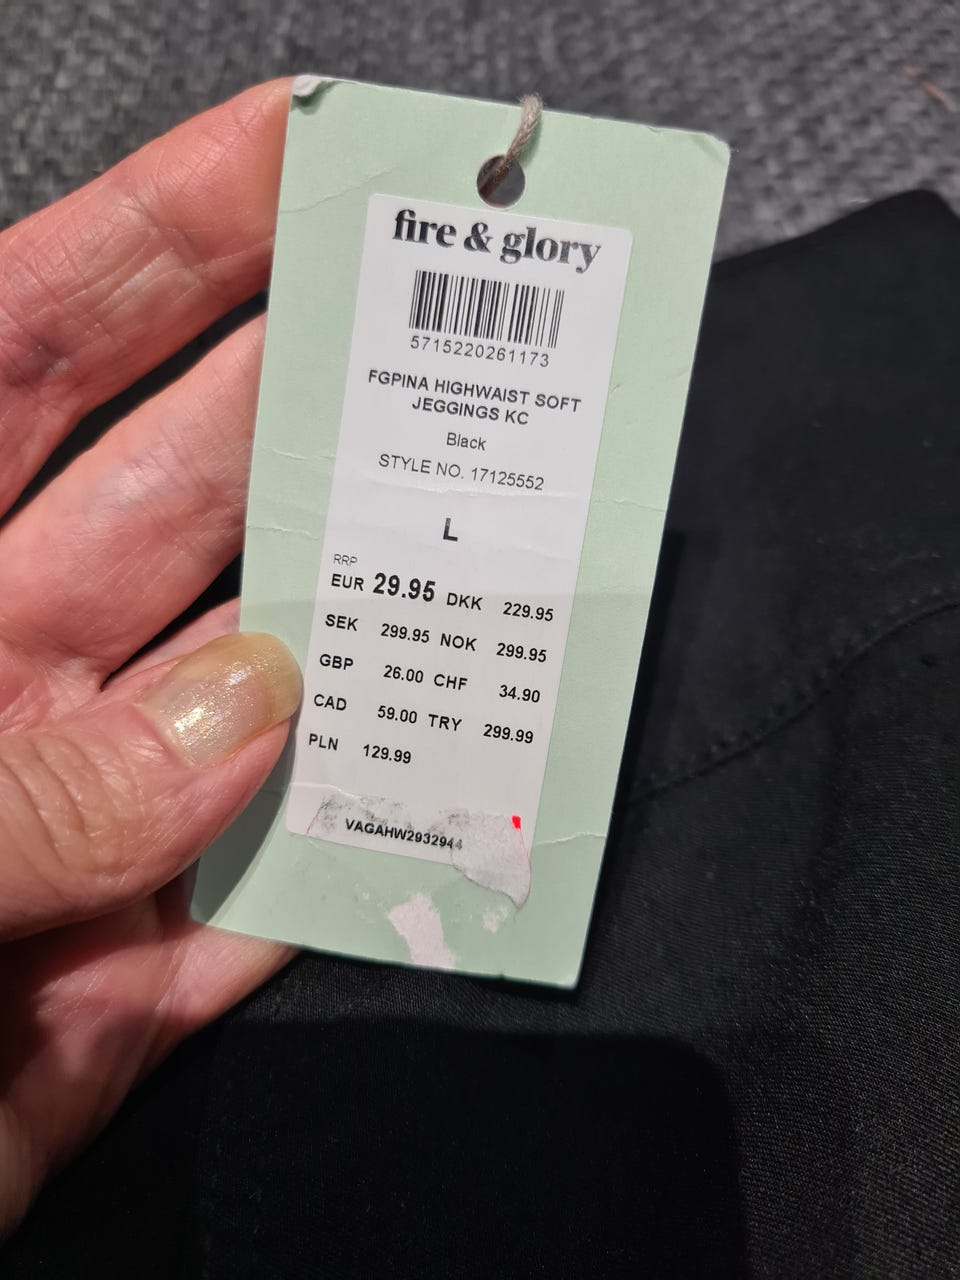 fire & glory
5715220261173
FGPINA HIGHWAIST SOFT
JEGGINGS KC
Black
STYLE NO. 17125552
L
RRP
EUR 29.95 DKK 229.95
SEK 299.95 NOK 299.95
GBP 26.00 CHF 34.90
CAD 59.00 TRY 299.99
PLN 129.99
VAGAHW2932944